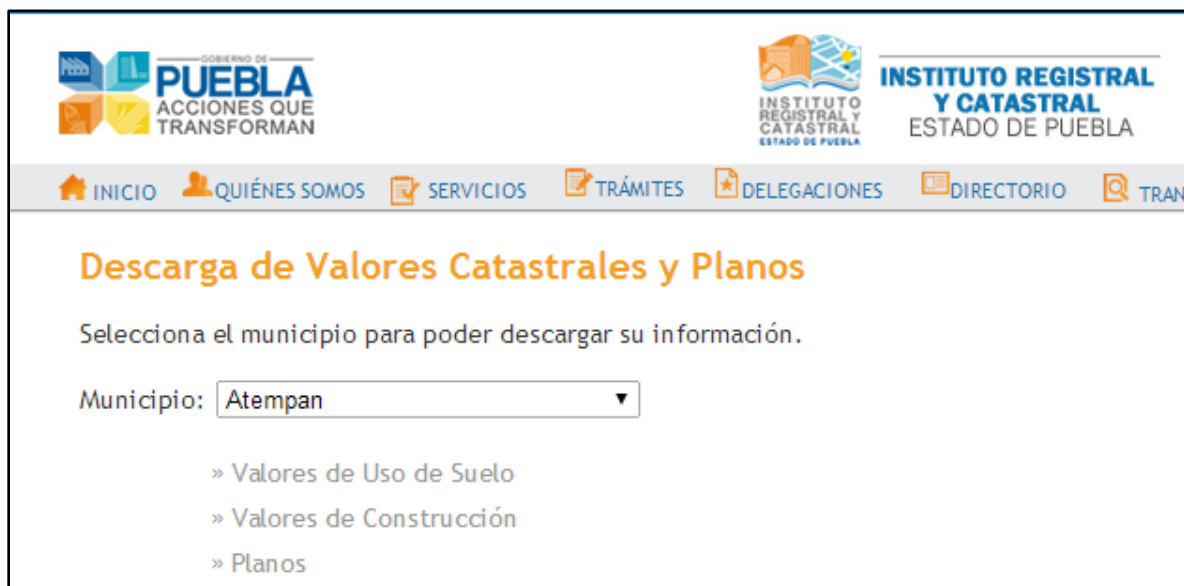 GOBIERNO DE
PUEBLA
ACCIONES QUE
TRANSFORMAN
INSTITUTO
REGISTRAL Y
CATASTRAL
ESTADO DE PUEBLA
INSTITUTO REGISTRAL
Y CATASTRAL
ESTADO DE PUEBLA
INICIO QUIÉNES SOMOS SERVICIOS TRÁMITES DELEGACIONES DIRECTORIO TRAN
Descarga de Valores Catastrales y Planos
Selecciona el municipio para poder descargar su información.
Municipio: Atempan
» Valores de Uso de Suelo
» Valores de Construcción
» Planos